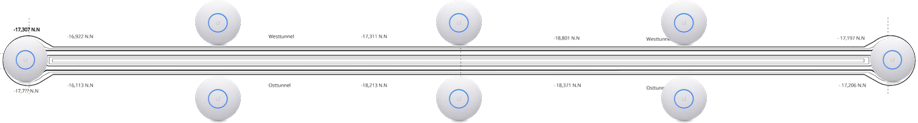 -17,307 N.N
-16,922 N.N
Westtunnel
-17,311 N.N
-18,801 N.N
Westtunnel
- 17,197 N.N
-16,113 N.N
Osttunnel
-18,213 N.N
-18,371 N.N
Osttunnel
- 17,206 N.N